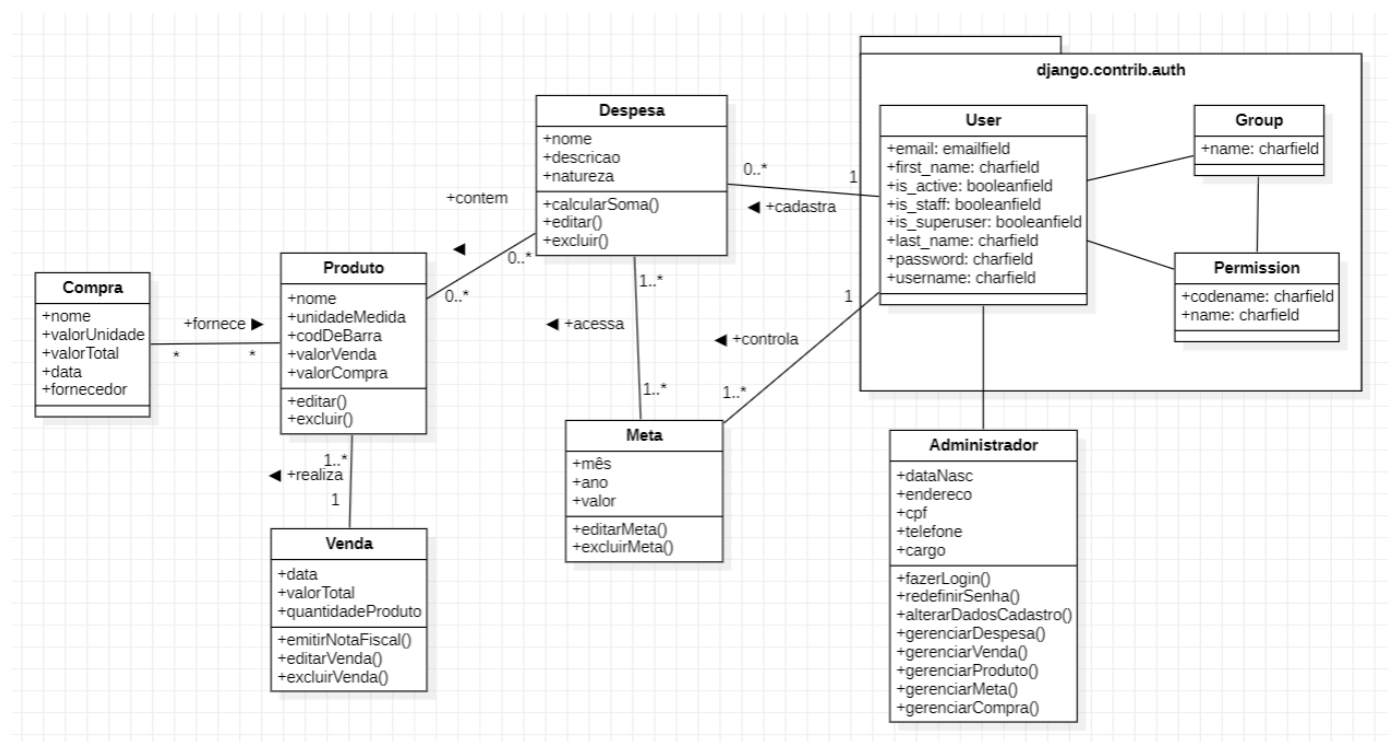 django.contrib.auth
Despesa
+nome
+descricao
+natureza
+calcularSoma()
+editar()
+excluir()
User
+email: emailfield
+first_name: charfield
+is_active: booleanfield
+is_staff: booleanfield
+is_superuser: booleanfield
+last_name: charfield
+password: charfield
+username: charfield
Group
+name: charfield
Permission
+codename: charfield
+name: charfield
0..*
1
◀ +cadastra
+contem
◀
0..*
0..*
Compra
+nome
+valorUnidade
+valorTotal
+data
+fornecedor
+fornece ▶
*
*
Produto
+nome
+unidadeMedida
+codDeBarra
+valorVenda
+valorCompra
+editar()
+excluir()
1..*
◀ +acessa
1..*
1
◀ +controla
1..*
1..*
◀ +realiza
1
Meta
+mês
+ano
+valor
+editarMeta()
+excluirMeta()
Administrador
+dataNasc
+endereco
+cpf
+telefone
+cargo
+fazerLogin()
+redefinirSenha()
+alterarDadosCadastro()
+gerenciarDespesa()
+gerenciarVenda()
+gerenciarProduto()
+gerenciarMeta()
+gerenciarCompra()
Venda
+data
+valorTotal
+quantidadeProduto
+emitirNotaFiscal()
+editarVenda()
+excluirVenda()